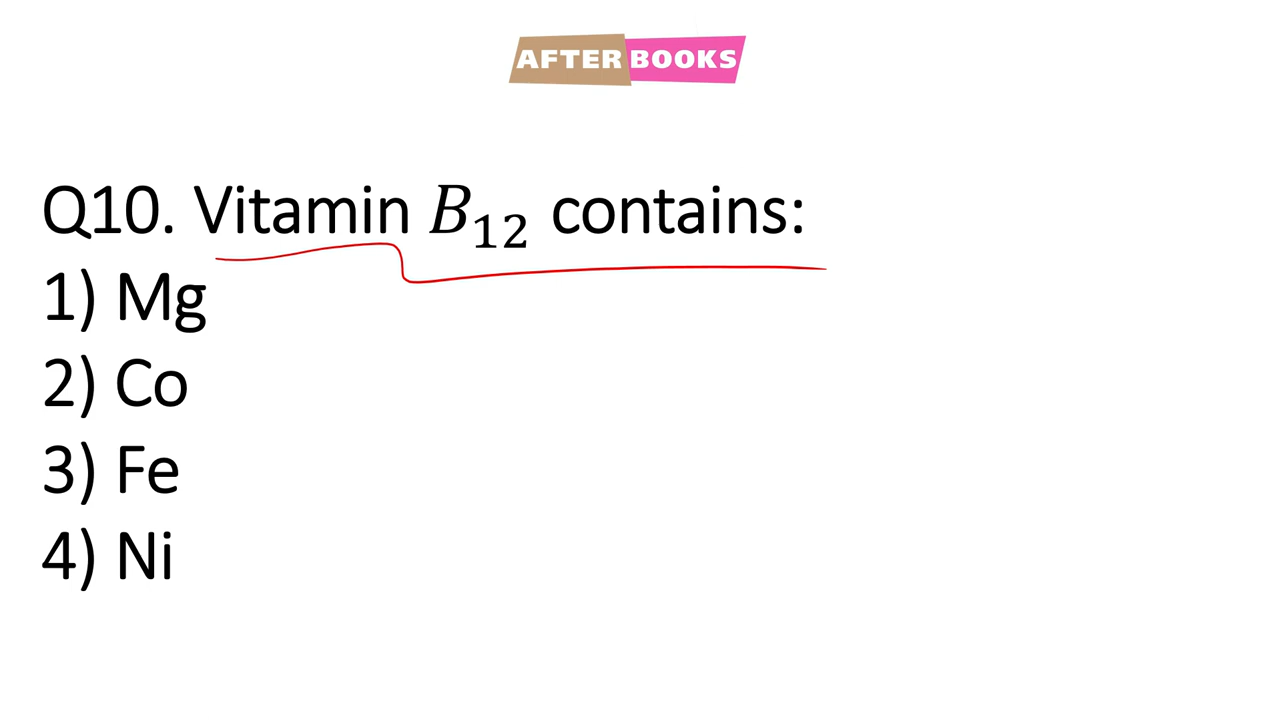 AFTER BOOKS
Q10. Vitamin B₁₂ contains:
1) Mg
2) Co
3) Fe
4) Ni